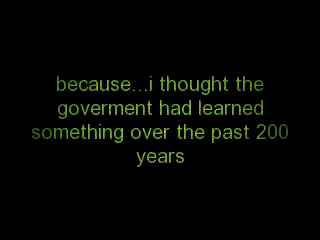 because...i thought the
goverment had learned
something over the past 200
years